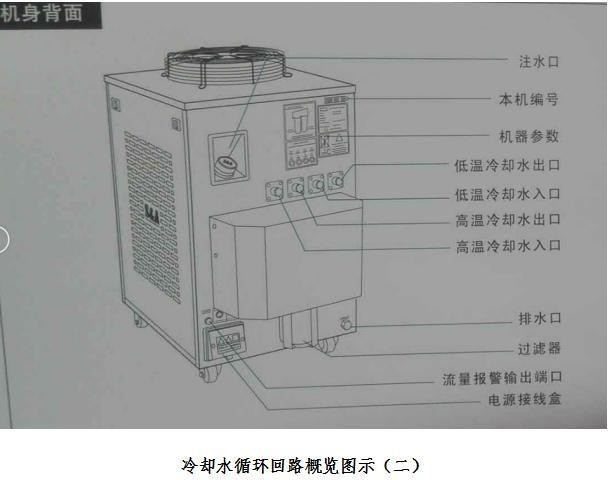 机身背面
注水口
本机编号
机器参数
低温冷却水出口
低温冷却水入口
高温冷却水出口
高温冷却水入口
排水口
过滤器
流量报警输出端口
电源接线盒
冷却水循环回路概览图示（二）